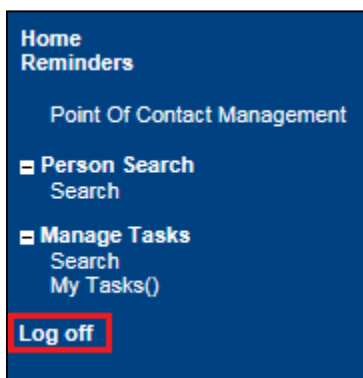 Home
Reminders
Point Of Contact Management
Person Search
Search
Manage Tasks
Search
My Tasks()
Log off